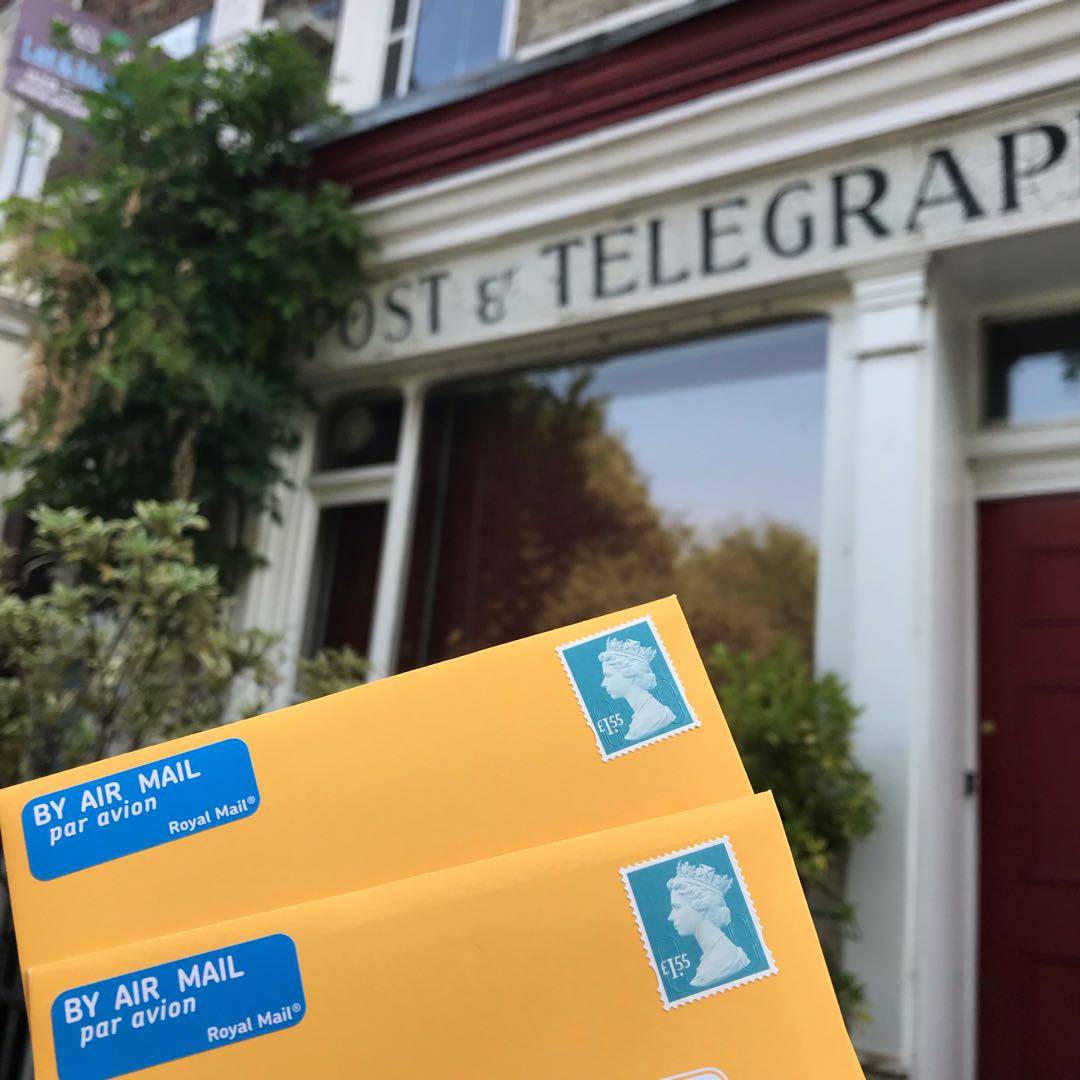 POST & TELEGRAP
£1.55
BY AIR MAIL
par avion
Royal Mail®
£1.55
BY AIR MAIL
par avion
Royal Mail®